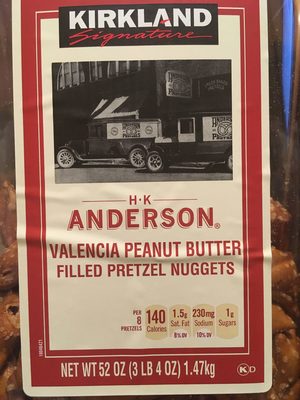 KIRKLAND
Signature
H·K
ANDERSON®
VALENCIA PEANUT BUTTER
FILLED PRETZEL NUGGETS
PER
8
PRETZELS
140
Calories
1.5g
Sat. Fat
8% DV
230mg
Sodium
10% DV
1g
Sugars
NET WT 52 OZ (3 LB 4 OZ) 1.47kg
K D